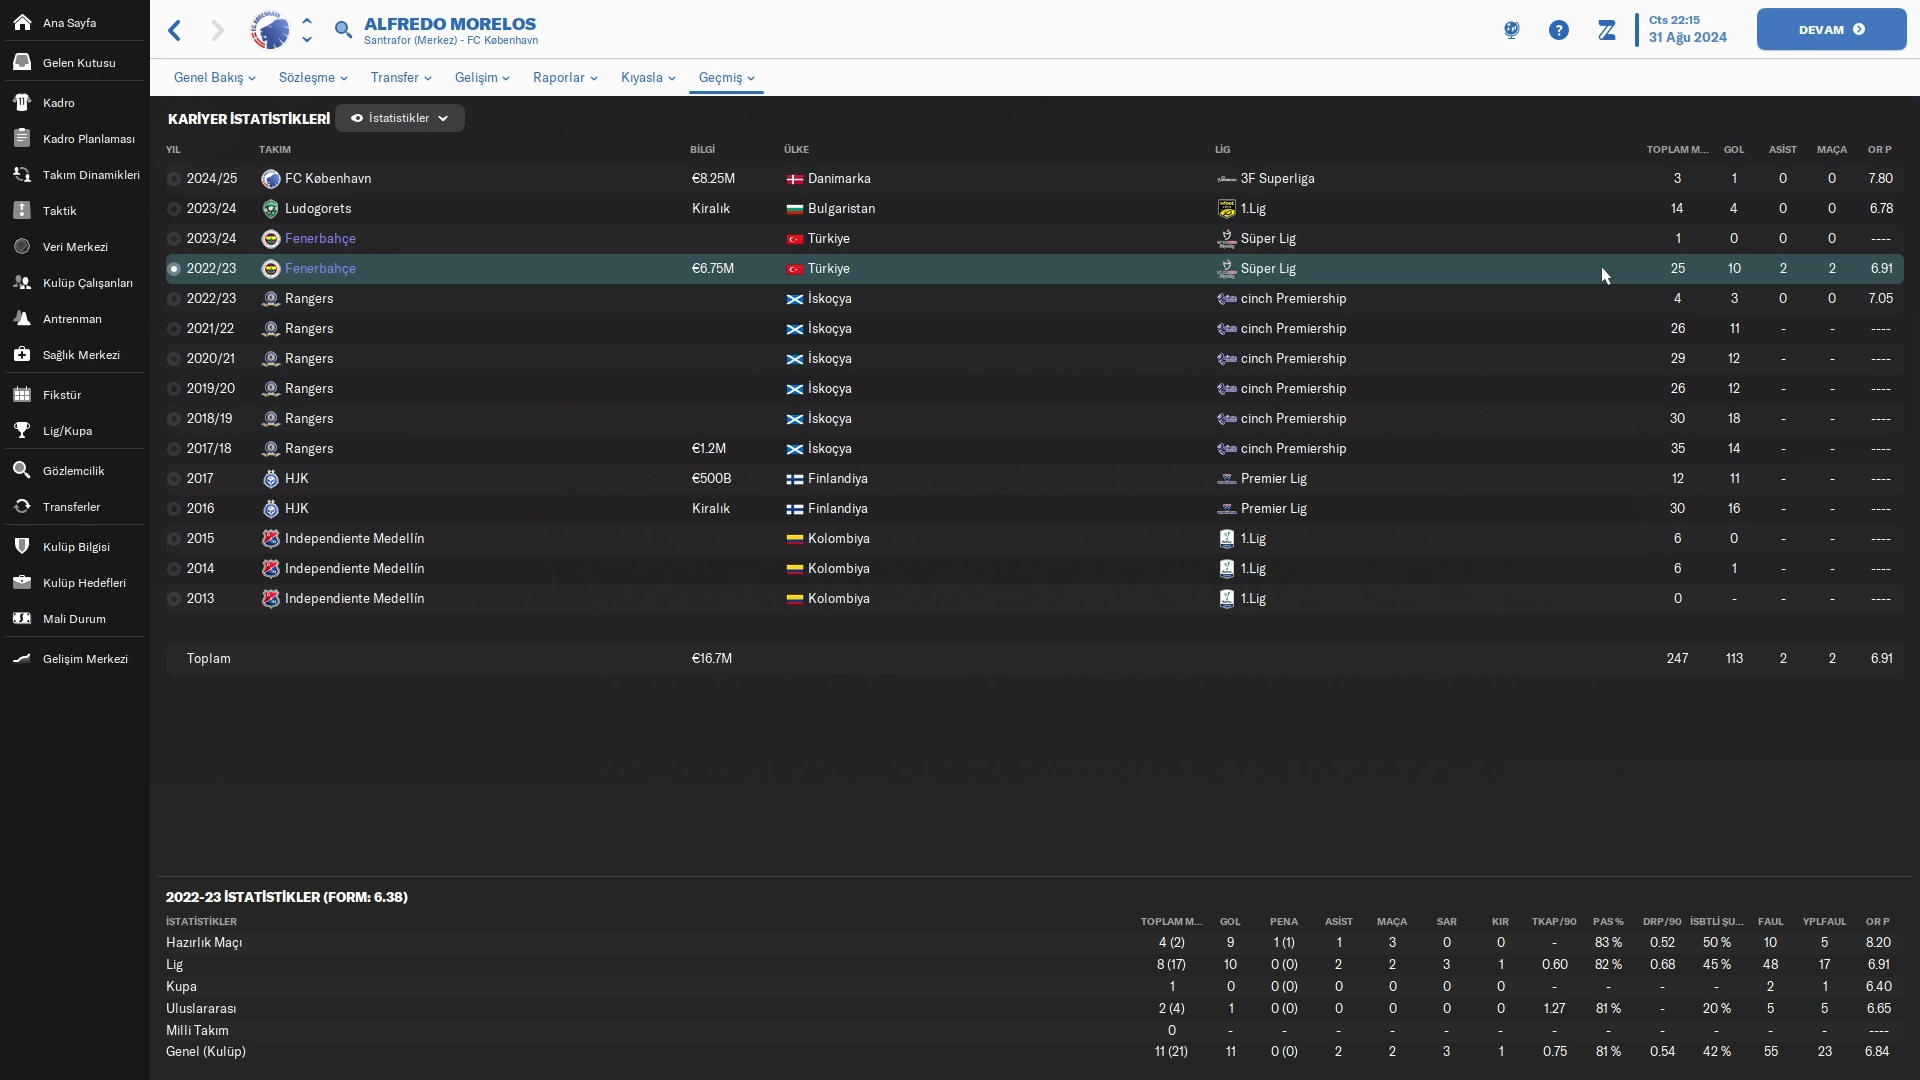 Ana Sayfa
Gelen Kutusu
Kadro
Kadro Planlaması
Takım Dinamikleri
Taktik
Veri Merkezi
Kulüp Çalışanları
Antrenman
Sağlık Merkezi
Fikstür
Lig/Kupa
Gözlemcilik
Transferler
Kulüp Bilgisi
Kulüp Hedefleri
Mali Durum
Gelişim Merkezi
ALFREDO MORELOS
Santrafor (Merkez) - FC København
Cts 22:15
31 Ağu 2024
DEVAM
Genel Bakış Sözleşme Transfer Gelişim Raporlar Kıyasla Geçmiş
KARİYER İSTATİSTİKLERİ İstatistikler
YIL TAKIM BİLGİ ÜLKE LİG TOPLAM M... GOL ASİST MAÇA OR P
2024/25 FC København €8.25M Danimarka 3F Superliga 3 1 0 0 7.80
2023/24 Ludogorets Kiralık Bulgaristan 1.Lig 14 4 0 0 6.78
2023/24 Fenerbahçe Türkiye Süper Lig 1 0 0 0 ----
2022/23 Fenerbahçe €6.75M Türkiye Süper Lig 25 10 2 2 6.91
2022/23 Rangers İskoçya cinch Premiership 4 3 0 0 7.05
2021/22 Rangers İskoçya cinch Premiership 26 11 - - ----
2020/21 Rangers İskoçya cinch Premiership 29 12 - - ----
2019/20 Rangers İskoçya cinch Premiership 26 12 - - ----
2018/19 Rangers İskoçya cinch Premiership 30 18 - - ----
2017/18 Rangers €1.2M İskoçya cinch Premiership 35 14 - - ----
2017 HJK €500B Finlandiya Premier Lig 12 11 - - ----
2016 HJK Kiralık Finlandiya Premier Lig 30 16 - - ----
2015 Independiente Medellín Kolombiya 1.Lig 6 0 - - ----
2014 Independiente Medellín Kolombiya 1.Lig 6 1 - - ----
2013 Independiente Medellín Kolombiya 1.Lig 0 - - - ----
Toplam €16.7M 247 113 2 2 6.91
2022-23 İSTATİSTİKLER (FORM: 6.38)
İSTATİSTİKLER TOPLAM M... GOL PENA ASİST MAÇA SAR KIR TKAP/90 PAS % DRP/90 İSBTLİ ŞU... FAUL YPLFAUL OR P
Hazırlık Maçı 4 (2) 9 1 (1) 1 3 0 0 - 83 % 0.52 50 % 10 5 8.20
Lig 8 (17) 10 0 (0) 2 2 3 1 0.60 82 % 0.68 45 % 48 17 6.91
Kupa 1 0 0 (0) 0 0 0 0 - - - - 2 1 6.40
Uluslararası 2 (4) 1 0 (0) 0 0 0 0 1.27 81 % - 20 % 5 5 6.65
Milli Takım 0 - - - - - - - - - - - - ----
Genel (Kulüp) 11 (21) 11 0 (0) 2 2 3 1 0.75 81 % 0.54 42 % 55 23 6.84